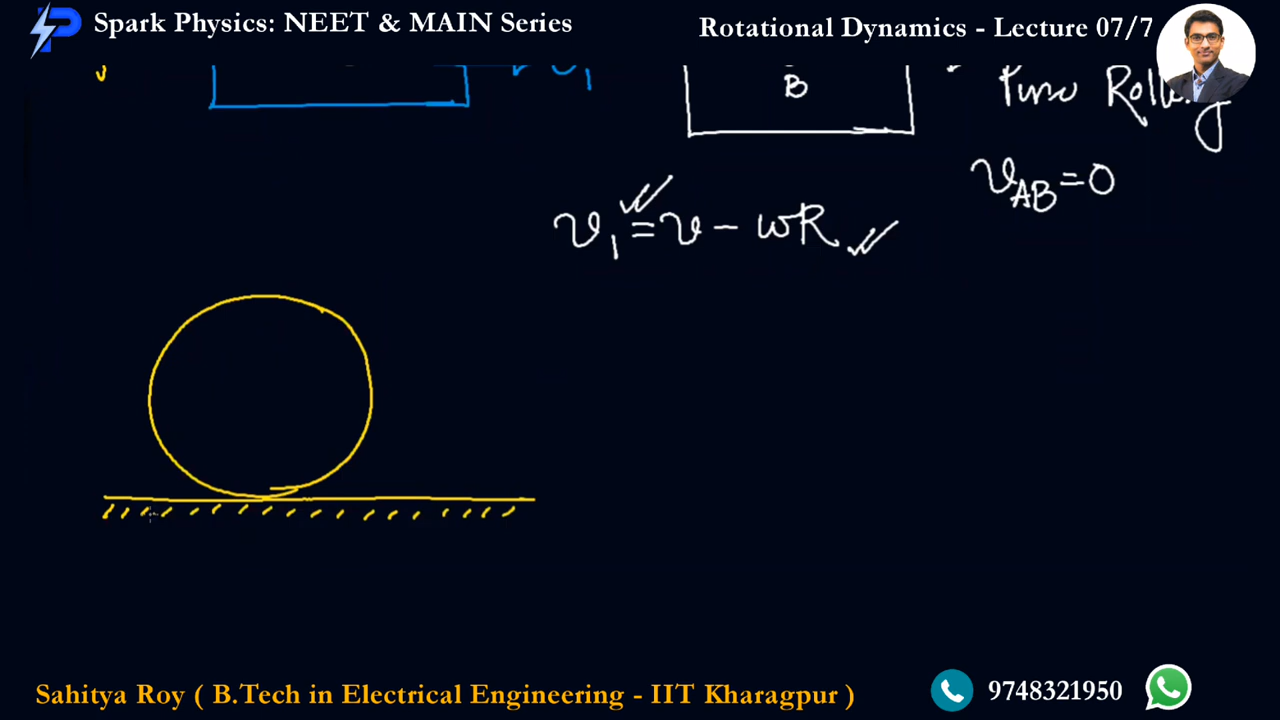 Spark Physics: NEET & MAIN Series
Rotational Dynamics - Lecture 07/7
v₁
B
Pure Rolling
v_AB = 0
v₁ = v - ωR
Sahitya Roy ( B.Tech in Electrical Engineering - IIT Kharagpur )
9748321950